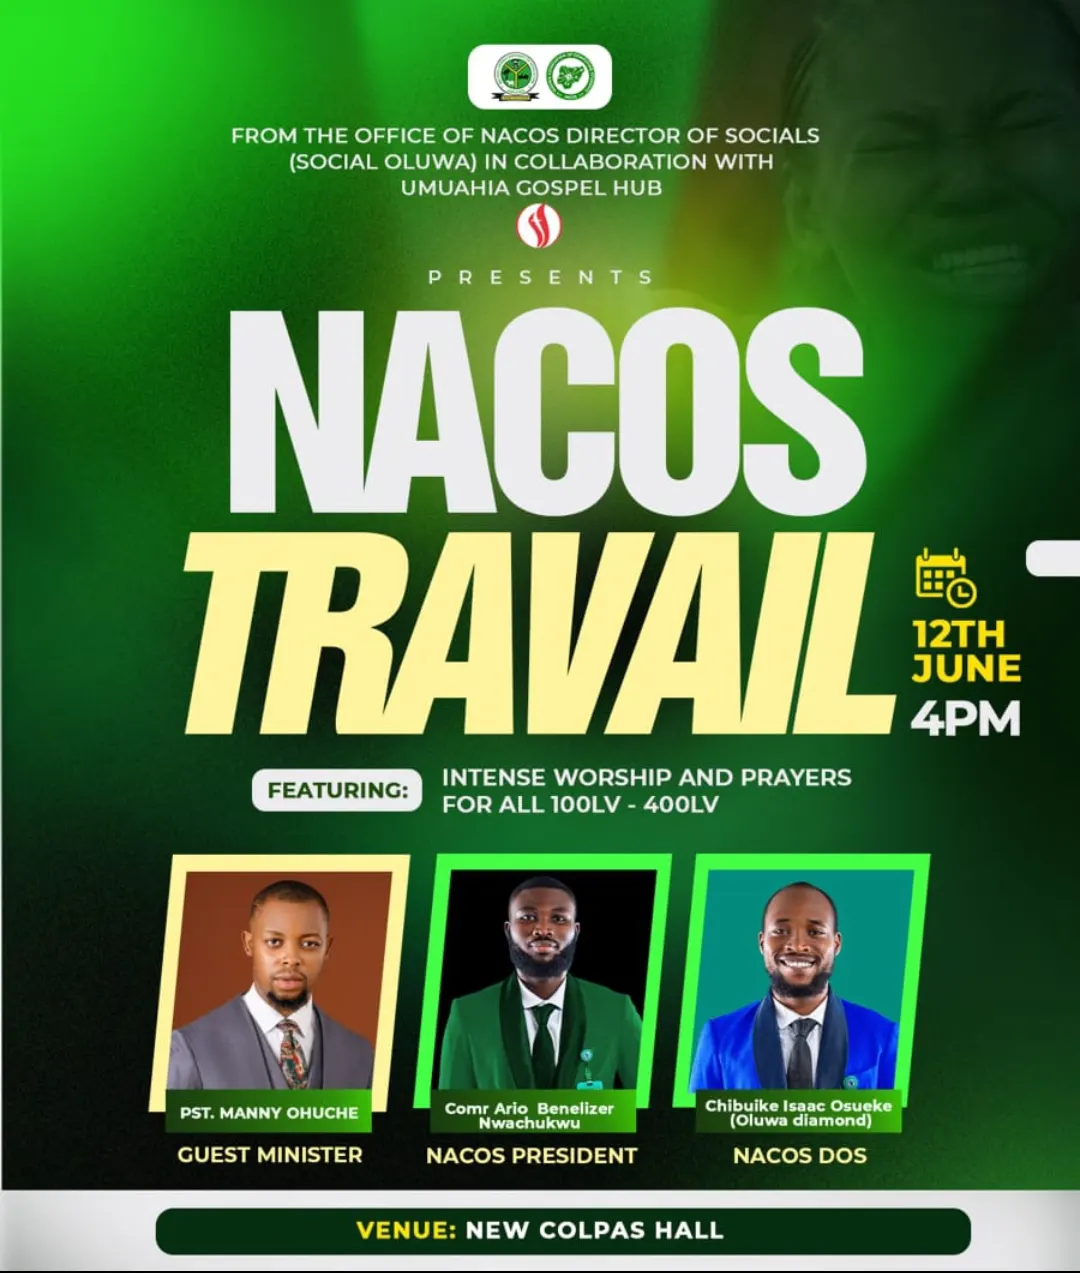 FROM THE OFFICE OF NACOS DIRECTOR OF SOCIALS
(SOCIAL OLUWA) IN COLLABORATION WITH
UMUAHIA GOSPEL HUB
PRESENTS
NACOS
TRAVAIL
12TH
JUNE
4PM
FEATURING:
INTENSE WORSHIP AND PRAYERS
FOR ALL 100LV - 400LV
PST. MANNY OHUCHE
GUEST MINISTER
Comr Ario Benelizer
Nwachukwu
NACOS PRESIDENT
Chibuike Isaac Osueke
(Oluwa diamond)
NACOS DOS
VENUE: NEW COLPAS HALL